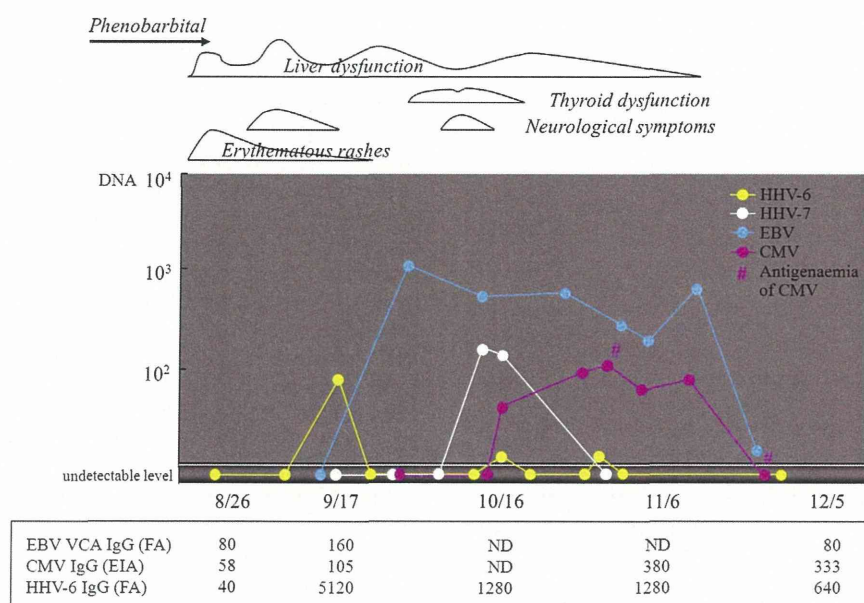 Phenobarbital
Liver dysfunction
Thyroid dysfunction
Neurological symptoms
Erythematous rashes
DNA 10⁴
10³
10²
undetectable level
HHV-6
HHV-7
EBV
CMV
# Antigenaemia
of CMV
#
#
8/26 9/17 10/16 11/6 12/5
EBV VCA IgG (FA) 80 160 ND ND 80
CMV IgG (EIA) 58 105 ND 380 333
HHV-6 IgG (FA) 40 5120 1280 1280 640